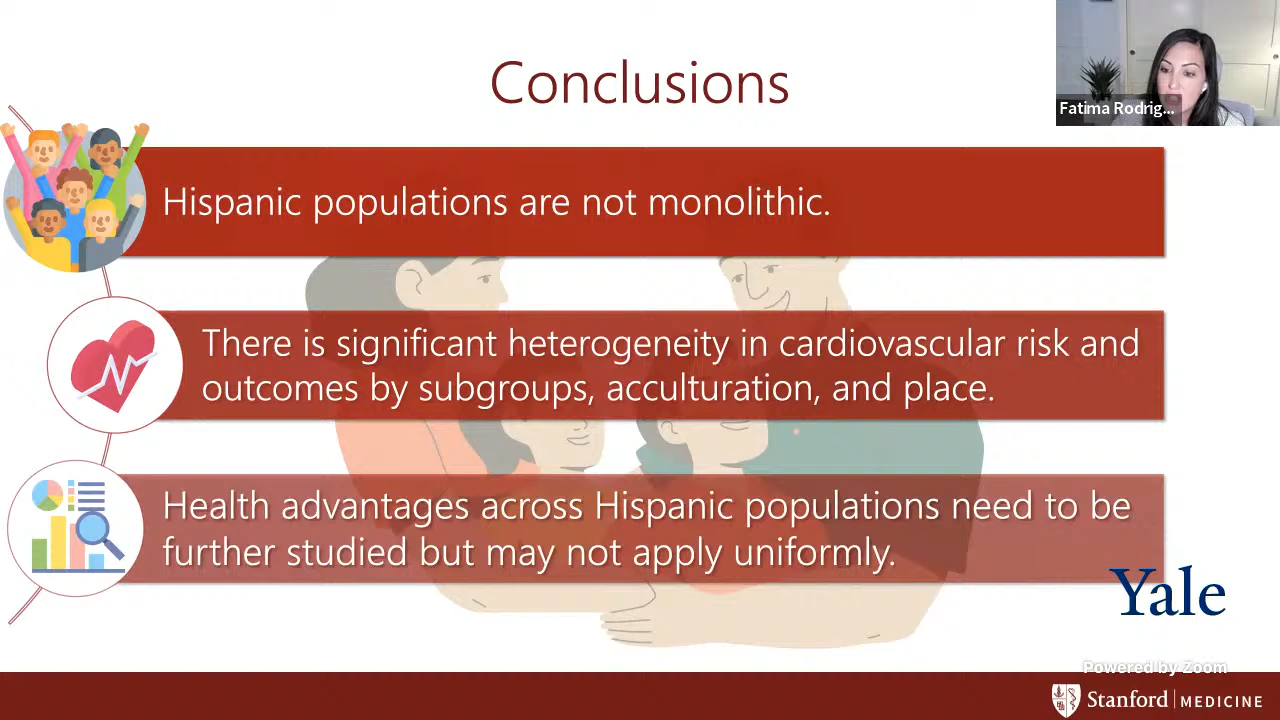 Conclusions
Fatima Rodrig...
Hispanic populations are not monolithic.
There is significant heterogeneity in cardiovascular risk and
outcomes by subgroups, acculturation, and place.
Health advantages across Hispanic populations need to be
further studied but may not apply uniformly.
Yale
Powered by Zoom
Stanford MEDICINE